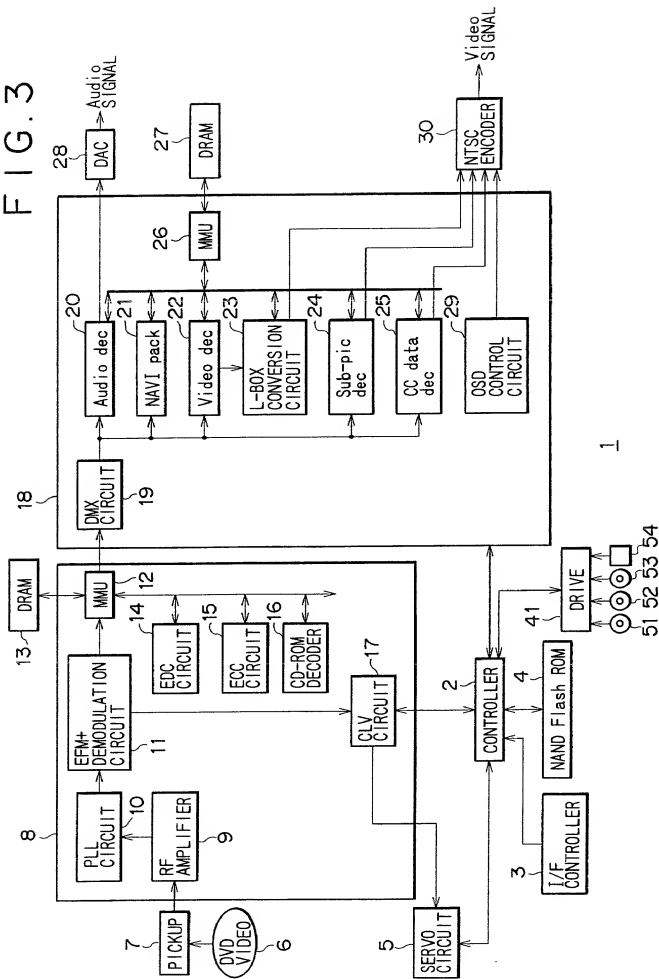 FIG.3
Audio
SIGNAL
28
DAC
27
DRAM
26
MMU
30
NTSC
ENCODER
Video
SIGNAL
18
20
Audio dec
21
NAVI pack
22
Video dec
23
L-BOX
CONVERSION
CIRCUIT
24
Sub-pic
dec
25
CC data
dec
29
OSD
CONTROL
CIRCUIT
DMX
CIRCUIT
19
DRAM
13
MMU
12
8
EFM+
DEMODULATION
CIRCUIT
11
14
EDC
CIRCUIT
15
ECC
CIRCUIT
16
CD-ROM
DECODER
17
CLV
CIRCUIT
PLL
CIRCUIT
10
RF
AMPLIFIER
9
7
PICKUP
DVD
VIDEO
6
5
SERVO
CIRCUIT
2
CONTROLLER
4
NAND Flash ROM
3
I/F
CONTROLLER
41
DRIVE
51
52
53
54
1